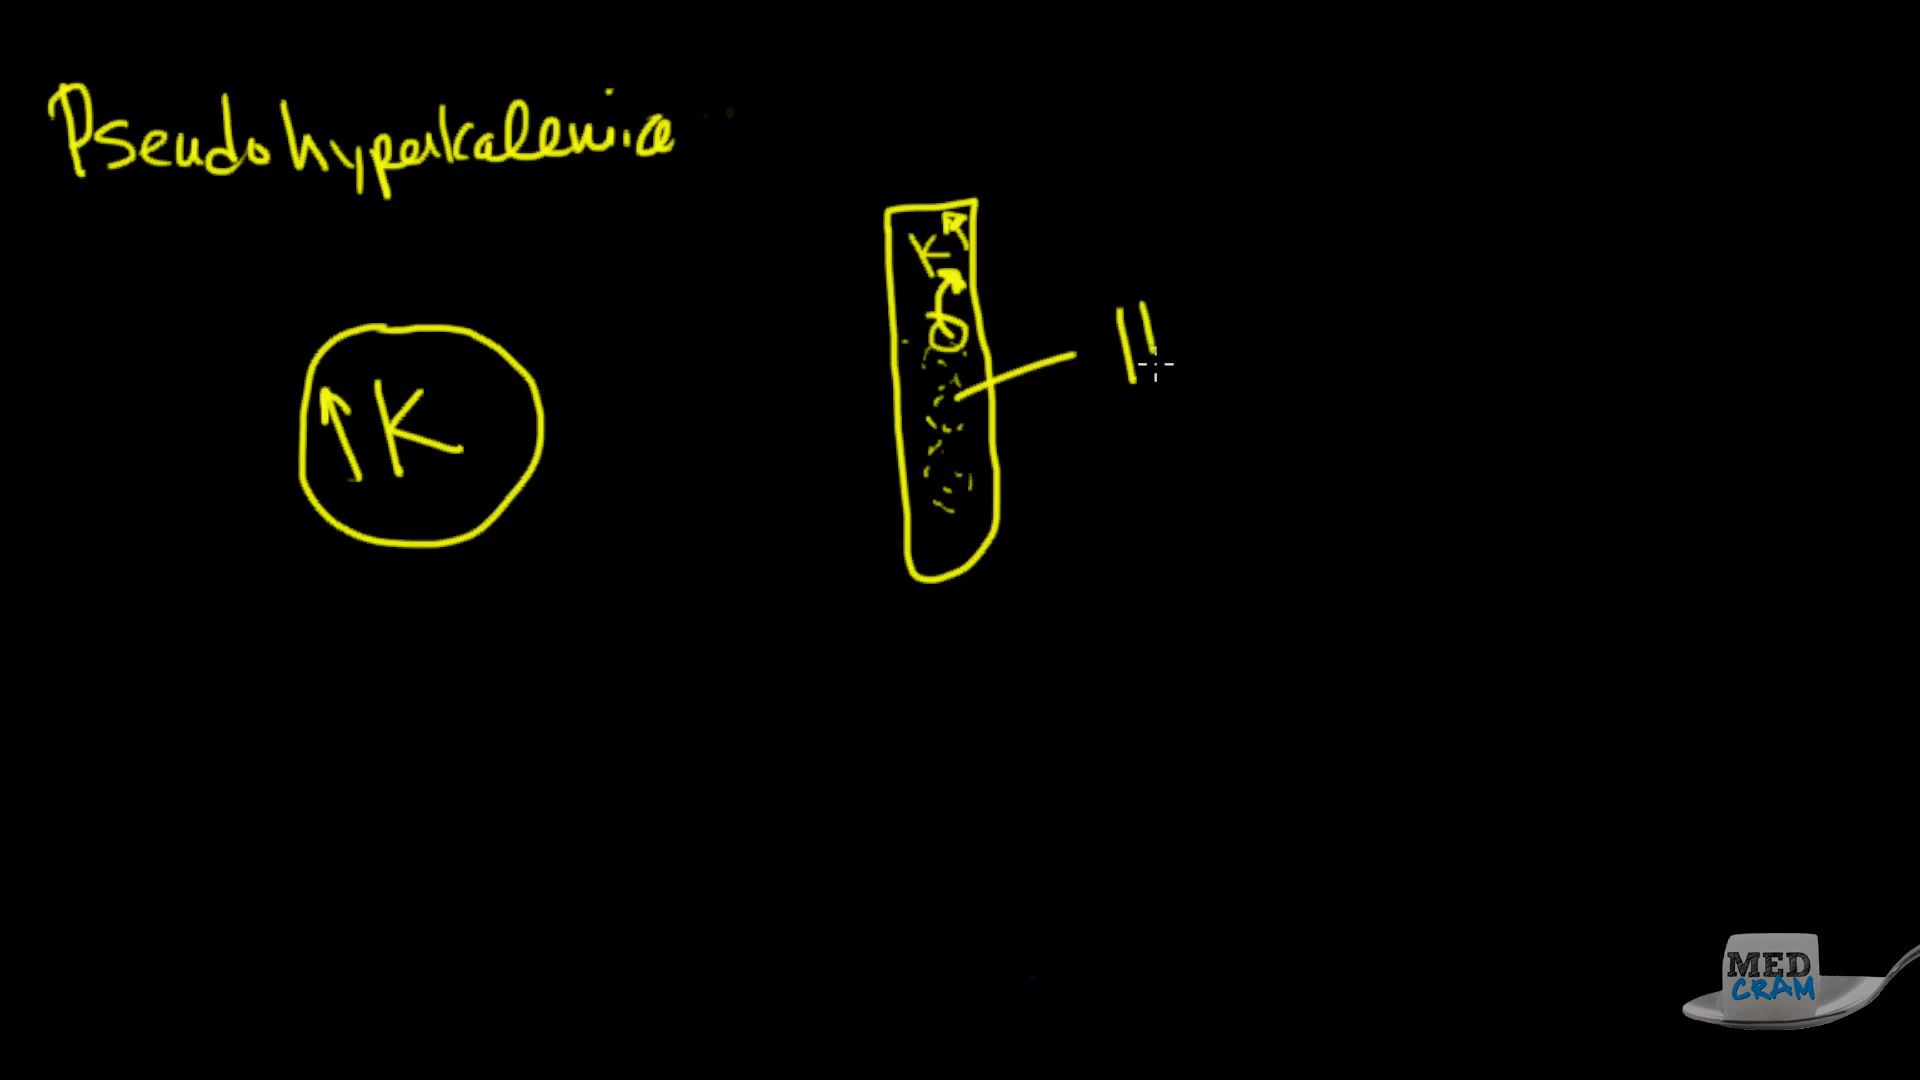 Pseudohyperkalemia
K
↑K
MED
CRAM